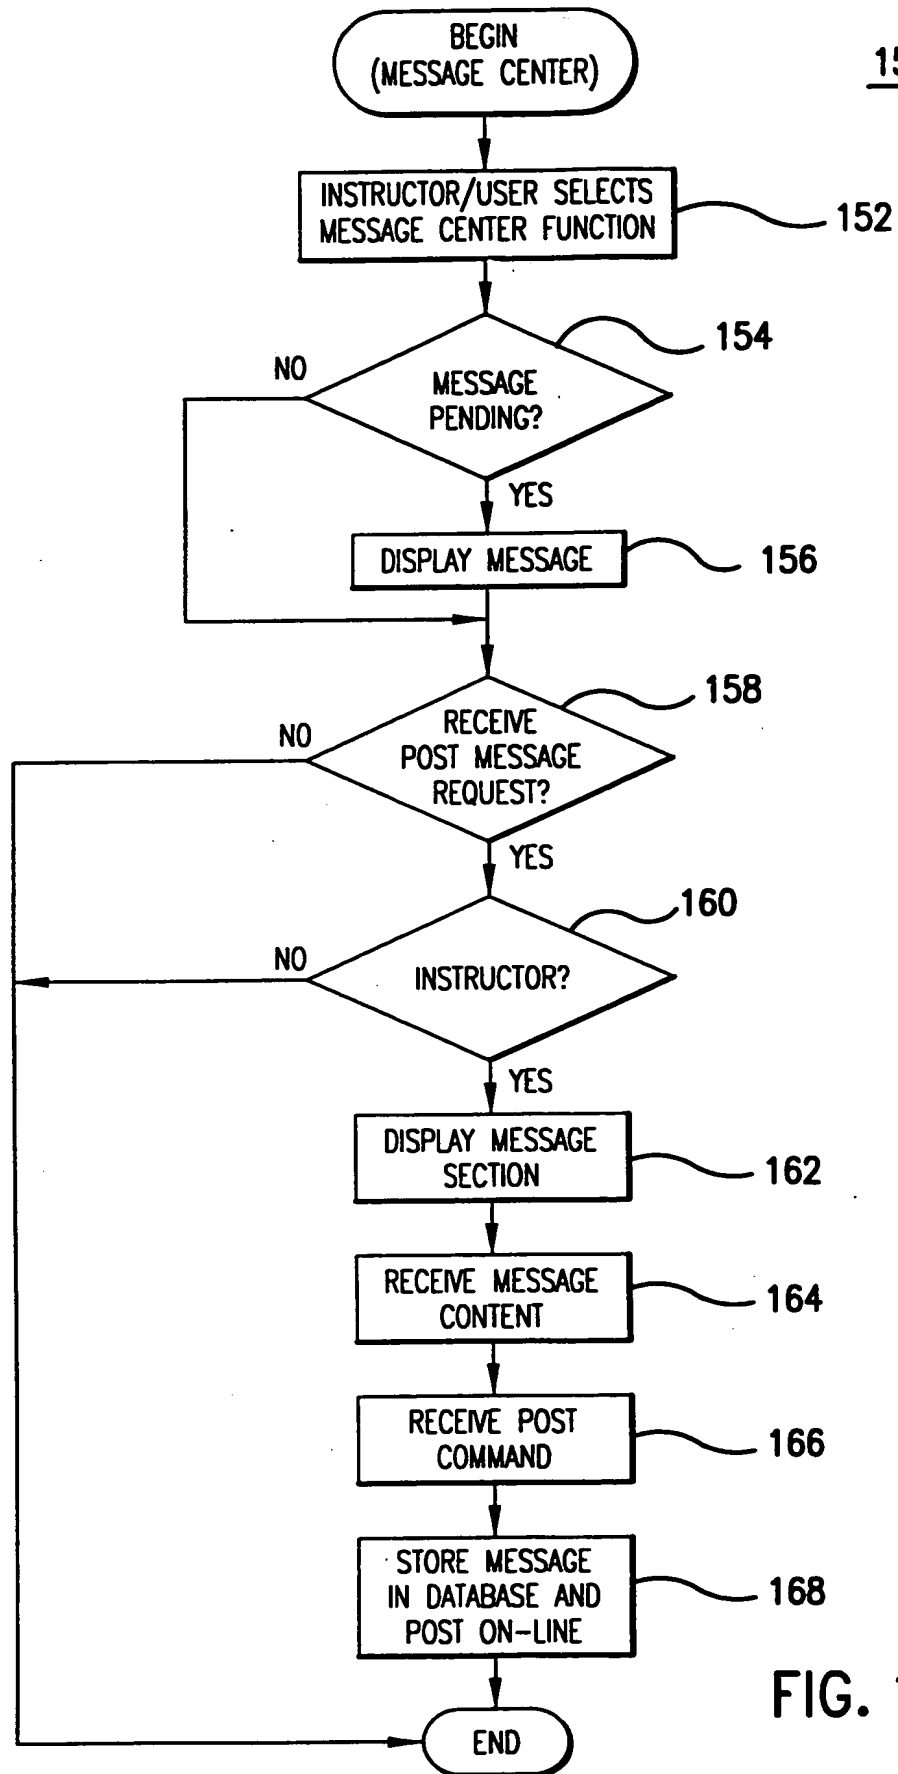 BEGIN
(MESSAGE CENTER)
INSTRUCTOR/USER SELECTS
MESSAGE CENTER FUNCTION
152
154
NO
MESSAGE
PENDING?
YES
DISPLAY MESSAGE
156
158
NO
RECEIVE
POST MESSAGE
REQUEST?
YES
160
NO
INSTRUCTOR?
YES
DISPLAY MESSAGE
SECTION
162
RECEIVE MESSAGE
CONTENT
164
RECEIVE POST
COMMAND
166
STORE MESSAGE
IN DATABASE AND
POST ON-LINE
168
FIG.
END